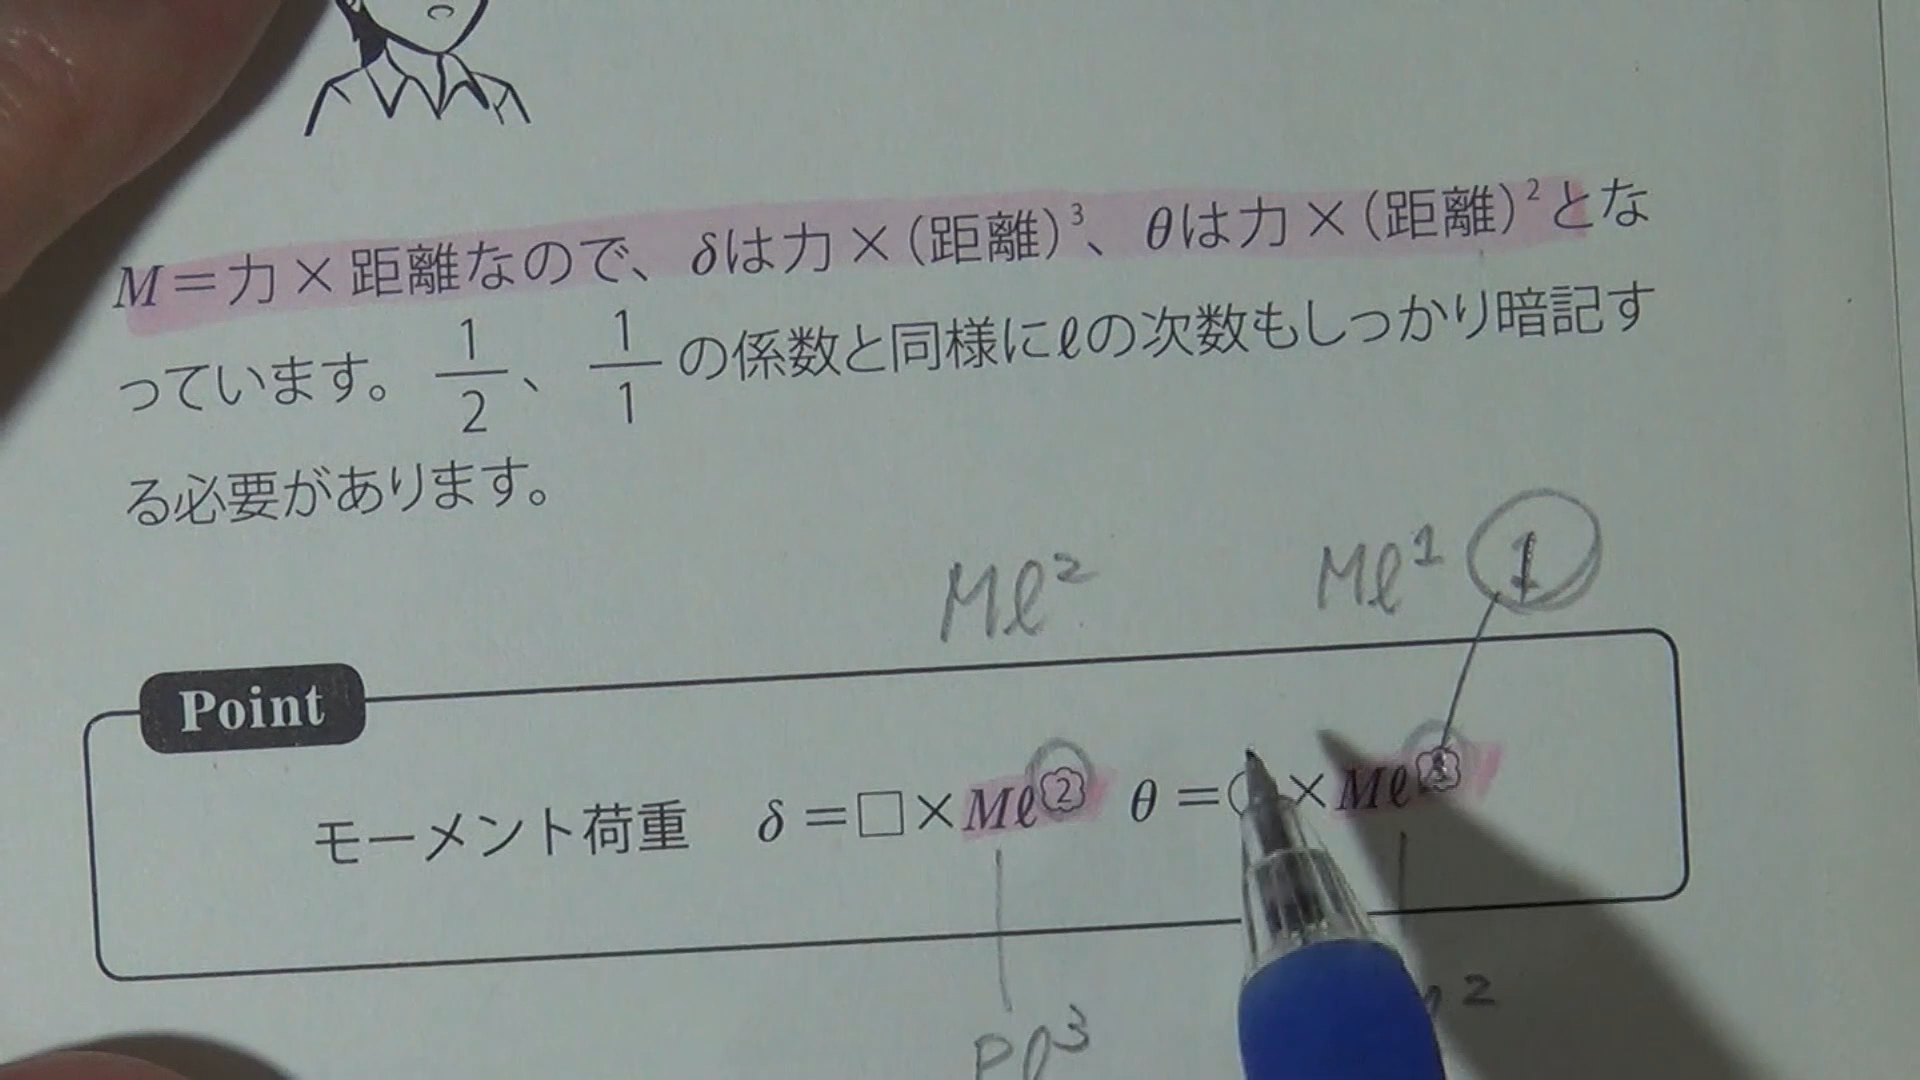 M＝力×距離なので、δは力×（距離）³、θは力×（距離）²とな
っています。1/2、1/1の係数と同様にℓの次数もしっかり暗記す
る必要があります。
Mℓ² Mℓ¹ 1
Point
モーメント荷重 δ＝□×Mℓ② θ＝○×Mℓ
Pℓ³ ²